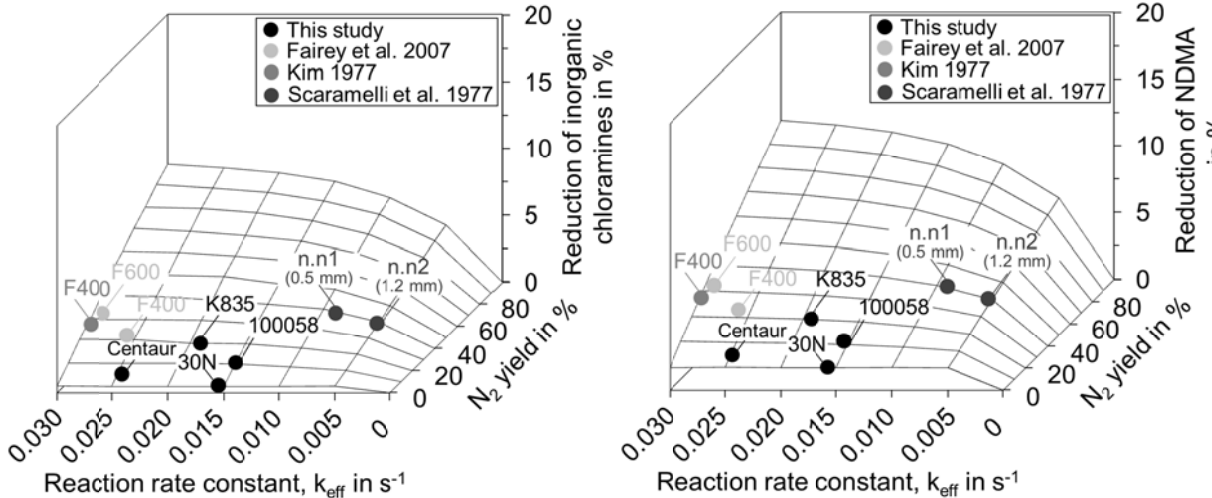 This study
Fairey et al. 2007
Kim 1977
Scaramelli et al. 1977
20
15
10
5
0
Reduction of inorganic
chloramines in %
F400
F600
F400
Centaur
K835
30N
100058
n.n1
(0.5 mm)
n.n2
(1.2 mm)
80
60
40
20
0
N₂ yield in %
0.030
0.025
0.020
0.015
0.010
0.005
0
Reaction rate constant, kₑff in s⁻¹
This study
Fairey et al. 2007
Kim 1977
Scaramelli et al. 1977
20
15
10
5
0
Reduction of NDMA
in %
F400
F600
F400
Centaur
K835
30N
100058
n.n1
(0.5 mm)
n.n2
(1.2 mm)
80
60
40
20
0
N₂ yield in %
0.030
0.025
0.020
0.015
0.010
0.005
0
Reaction rate constant, kₑff in s⁻¹